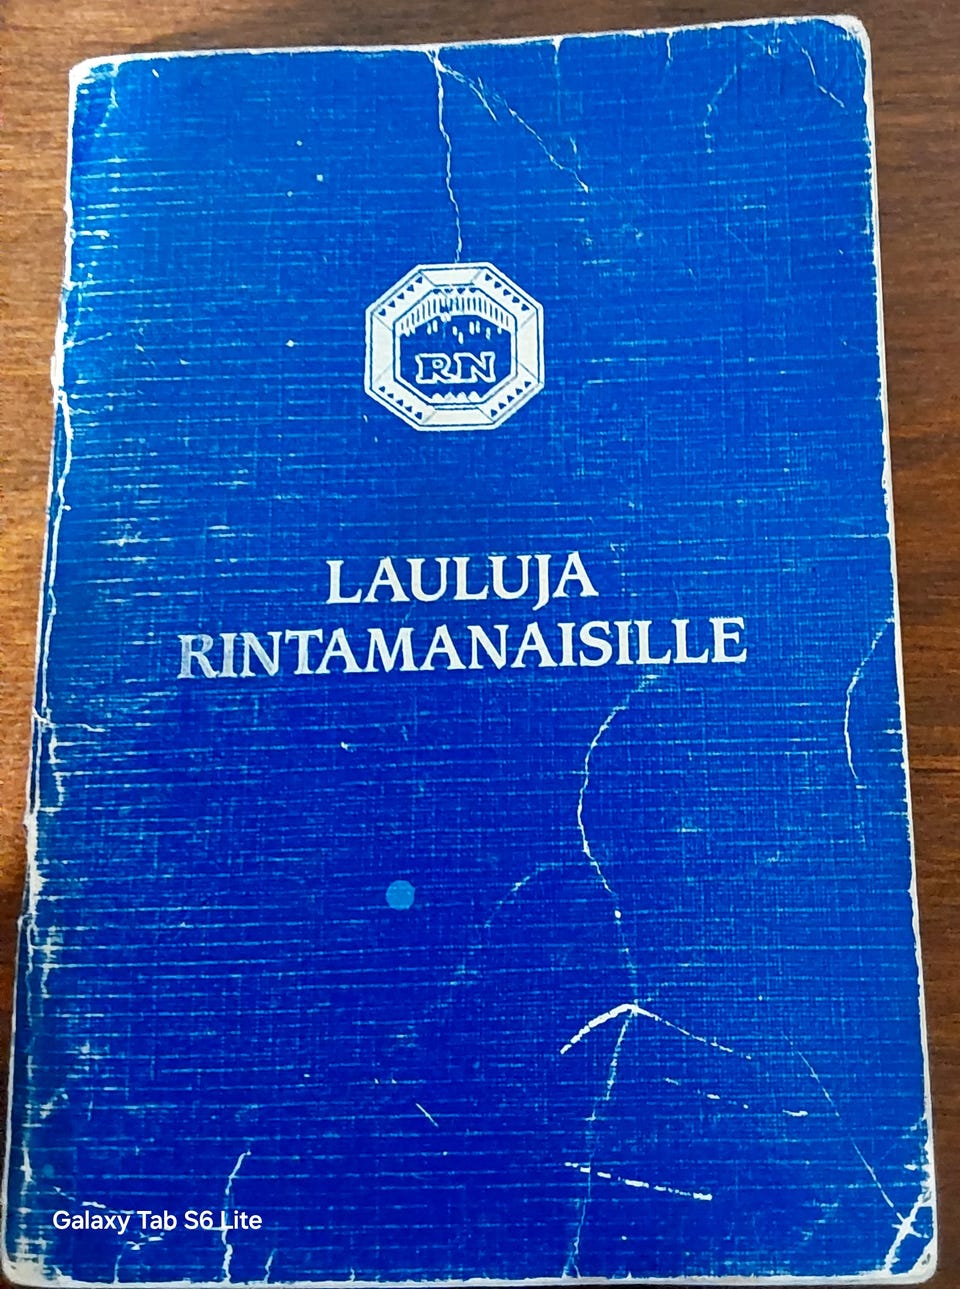 RN
LAULUJA
RINTAMANAISILLE
Galaxy Tab S6 Lite